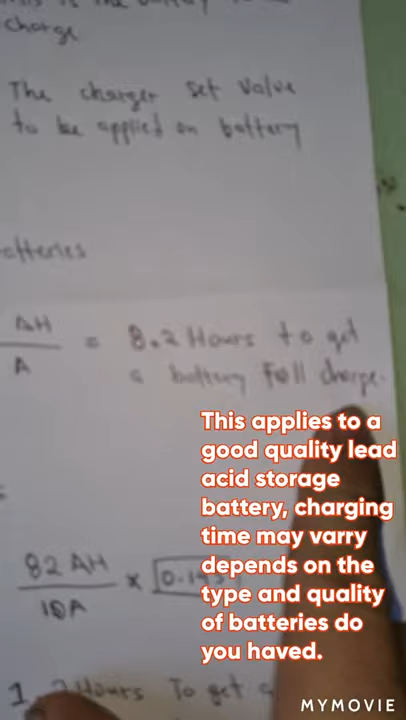 charge
The charger set value
to be applied on battery
atteries
AH
A
= 8.2 Hours to get
a battery Foll charge.
This applies to a
good quality lead
acid storage
battery, charging
time may varry
depends on the
type and quality
of batteries do
you haved.
82 AH
10A
x
Hours To get
MYMOVIE